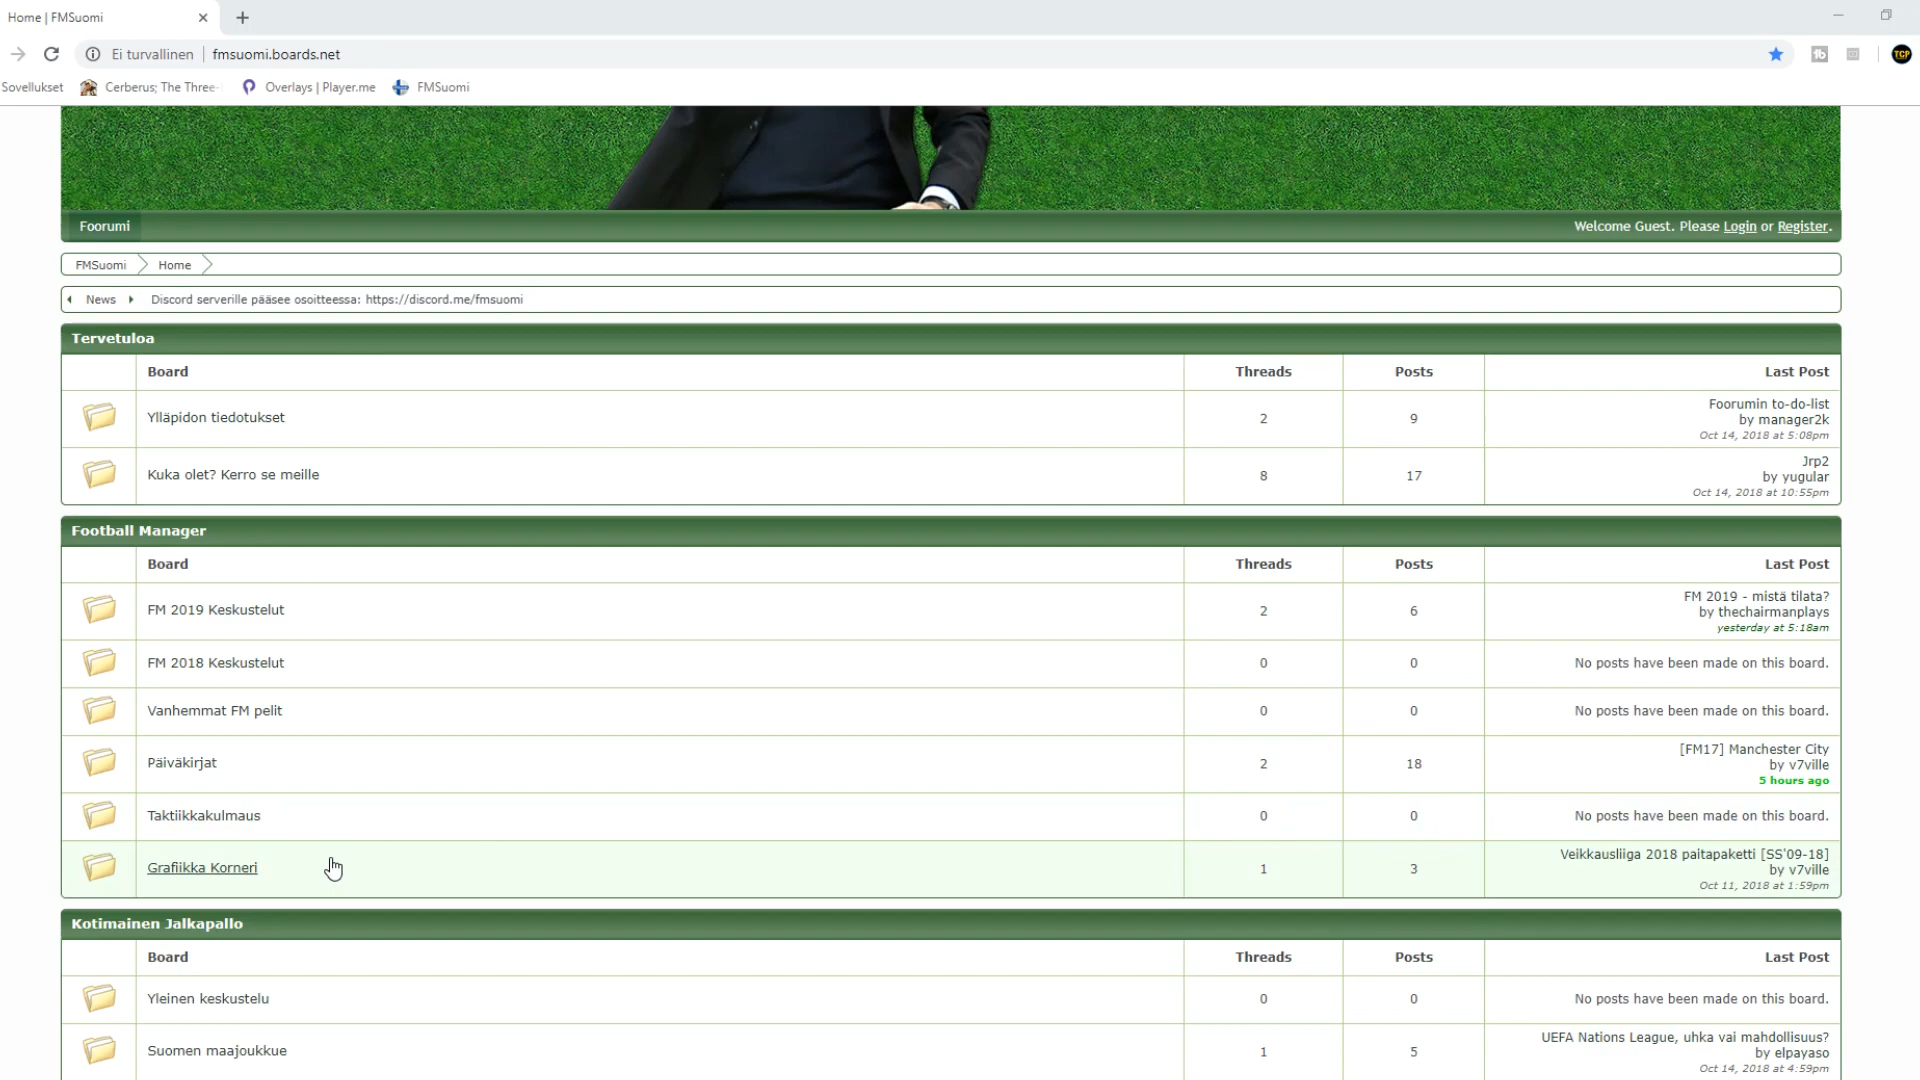 Home | FMSuomi
Ei turvallinen fmsuomi.boards.net
TCP
Sovellukset Cerberus; The Three- Overlays | Player.me FMSuomi
Foorumi Welcome Guest. Please Login or Register.
FMSuomi Home
News Discord serverille pääsee osoitteessa: https://discord.me/fmsuomi
Tervetuloa
Board Threads Posts Last Post
Foorumin to-do-list
Ylläpidon tiedotukset 2 9 by manager2k
Oct 14, 2018 at 5:08pm
Jrp2
Kuka olet? Kerro se meille 8 17 by yugular
Oct 14, 2018 at 10:55pm
Football Manager
Board Threads Posts Last Post
FM 2019 - mistä tilata?
FM 2019 Keskustelut 2 6 by thechairmanplays
yesterday at 5:18am
FM 2018 Keskustelut 0 0 No posts have been made on this board.
Vanhemmat FM pelit 0 0 No posts have been made on this board.
[FM17] Manchester City
Päiväkirjat 2 18 by v7ville
5 hours ago
Taktiikkakulmaus 0 0 No posts have been made on this board.
Veikkausliiga 2018 paitapaketti [SS'09-18]
Grafiikka Korneri 1 3 by v7ville
Oct 11, 2018 at 1:59pm
Kotimainen Jalkapallo
Board Threads Posts Last Post
Yleinen keskustelu 0 0 No posts have been made on this board.
UEFA Nations League, uhka vai mahdollisuus?
Suomen maajoukkue 1 5 by elpayaso
Oct 14, 2018 at 4:59pm